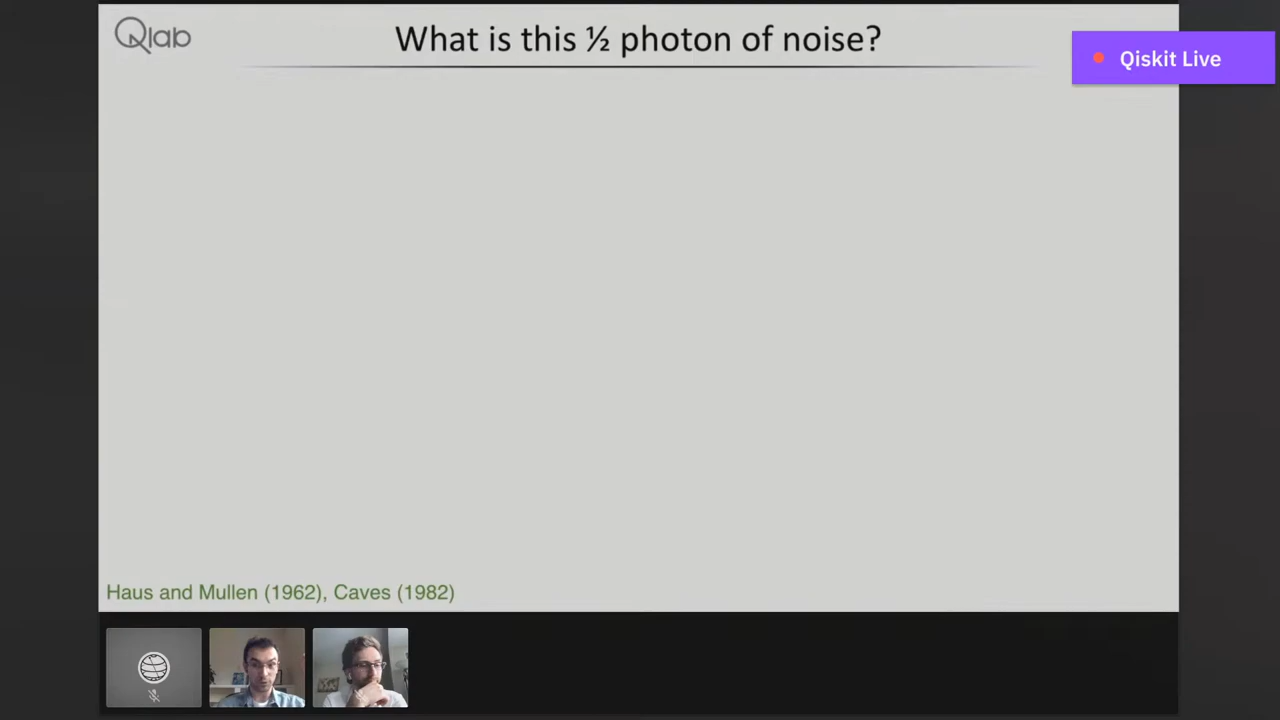 Qlab
What is this ½ photon of noise?
Qiskit Live
Haus and Mullen (1962), Caves (1982)